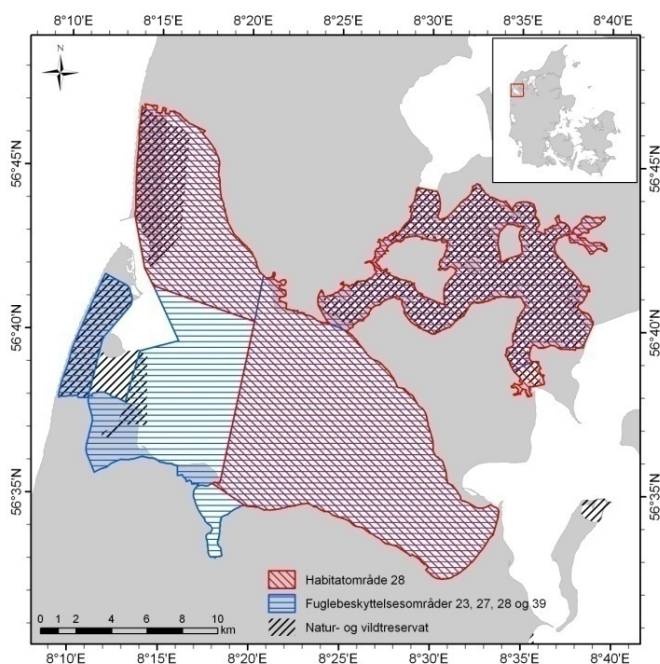 8°10'E 8°15'E 8°20'E 8°25'E 8°30'E 8°35'E 8°40'E
N
56°45'N 56°45'N
56°40'N 56°40'N
56°35'N 56°35'N
Habitatområde 28
Fuglebeskyttelsesområder 23, 27, 28 og 39
Natur- og vildtreservat
0 1 2 4 6 8 10
km
8°10'E 8°15'E 8°20'E 8°25'E 8°30'E 8°35'E 8°40'E